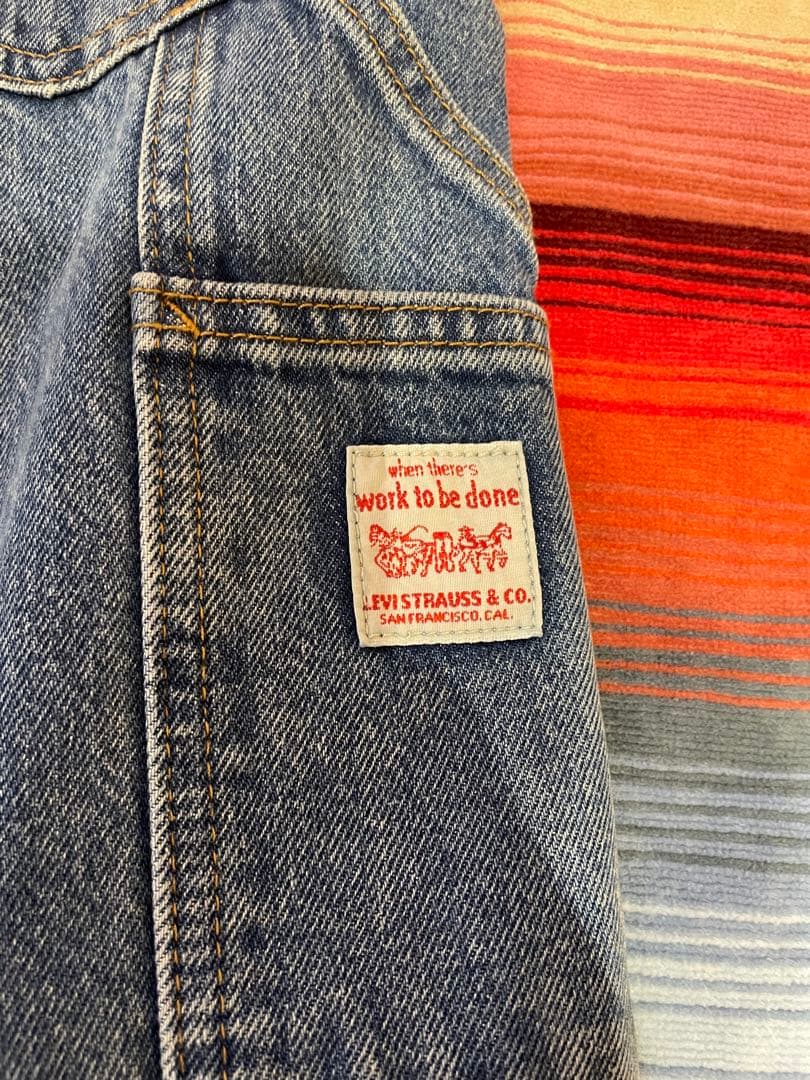 when there's
work to be done
LEVI STRAUSS & CO.
SAN FRANCISCO, CAL.